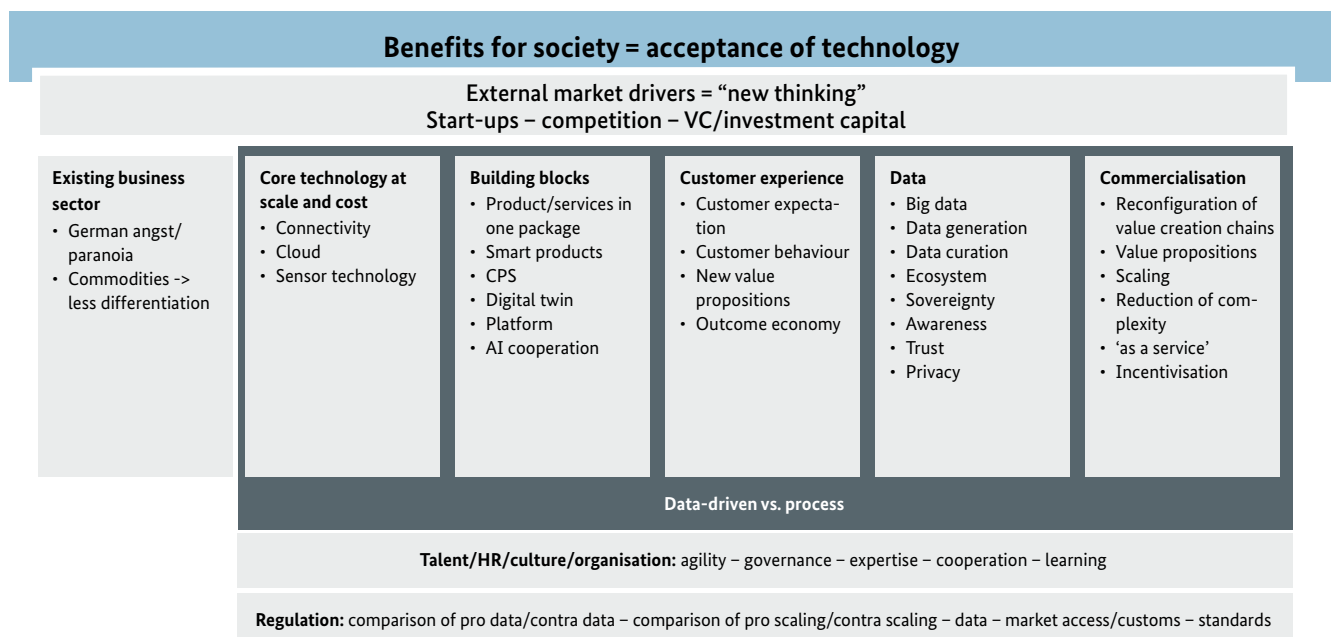 Benefits for society = acceptance of technology
External market drivers = “new thinking”
Start-ups – competition – VC/investment capital
Existing business
sector
• German angst/
paranoia
• Commodities ->
less differentiation
Core technology at
scale and cost
• Connectivity
• Cloud
• Sensor technology
Building blocks
• Product/services in
one package
• Smart products
• CPS
• Digital twin
• Platform
• AI cooperation
Customer experience
• Customer expecta-
tion
• Customer behaviour
• New value
propositions
• Outcome economy
Data
• Big data
• Data generation
• Data curation
• Ecosystem
• Sovereignty
• Awareness
• Trust
• Privacy
Commercialisation
• Reconfiguration of
value creation chains
• Value propositions
• Scaling
• Reduction of com-
plexity
• ‘as a service’
• Incentivisation
Data-driven vs. process
Talent/HR/culture/organisation: agility – governance – expertise – cooperation – learning
Regulation: comparison of pro data/contra data – comparison of pro scaling/contra scaling – data – market access/customs – standards